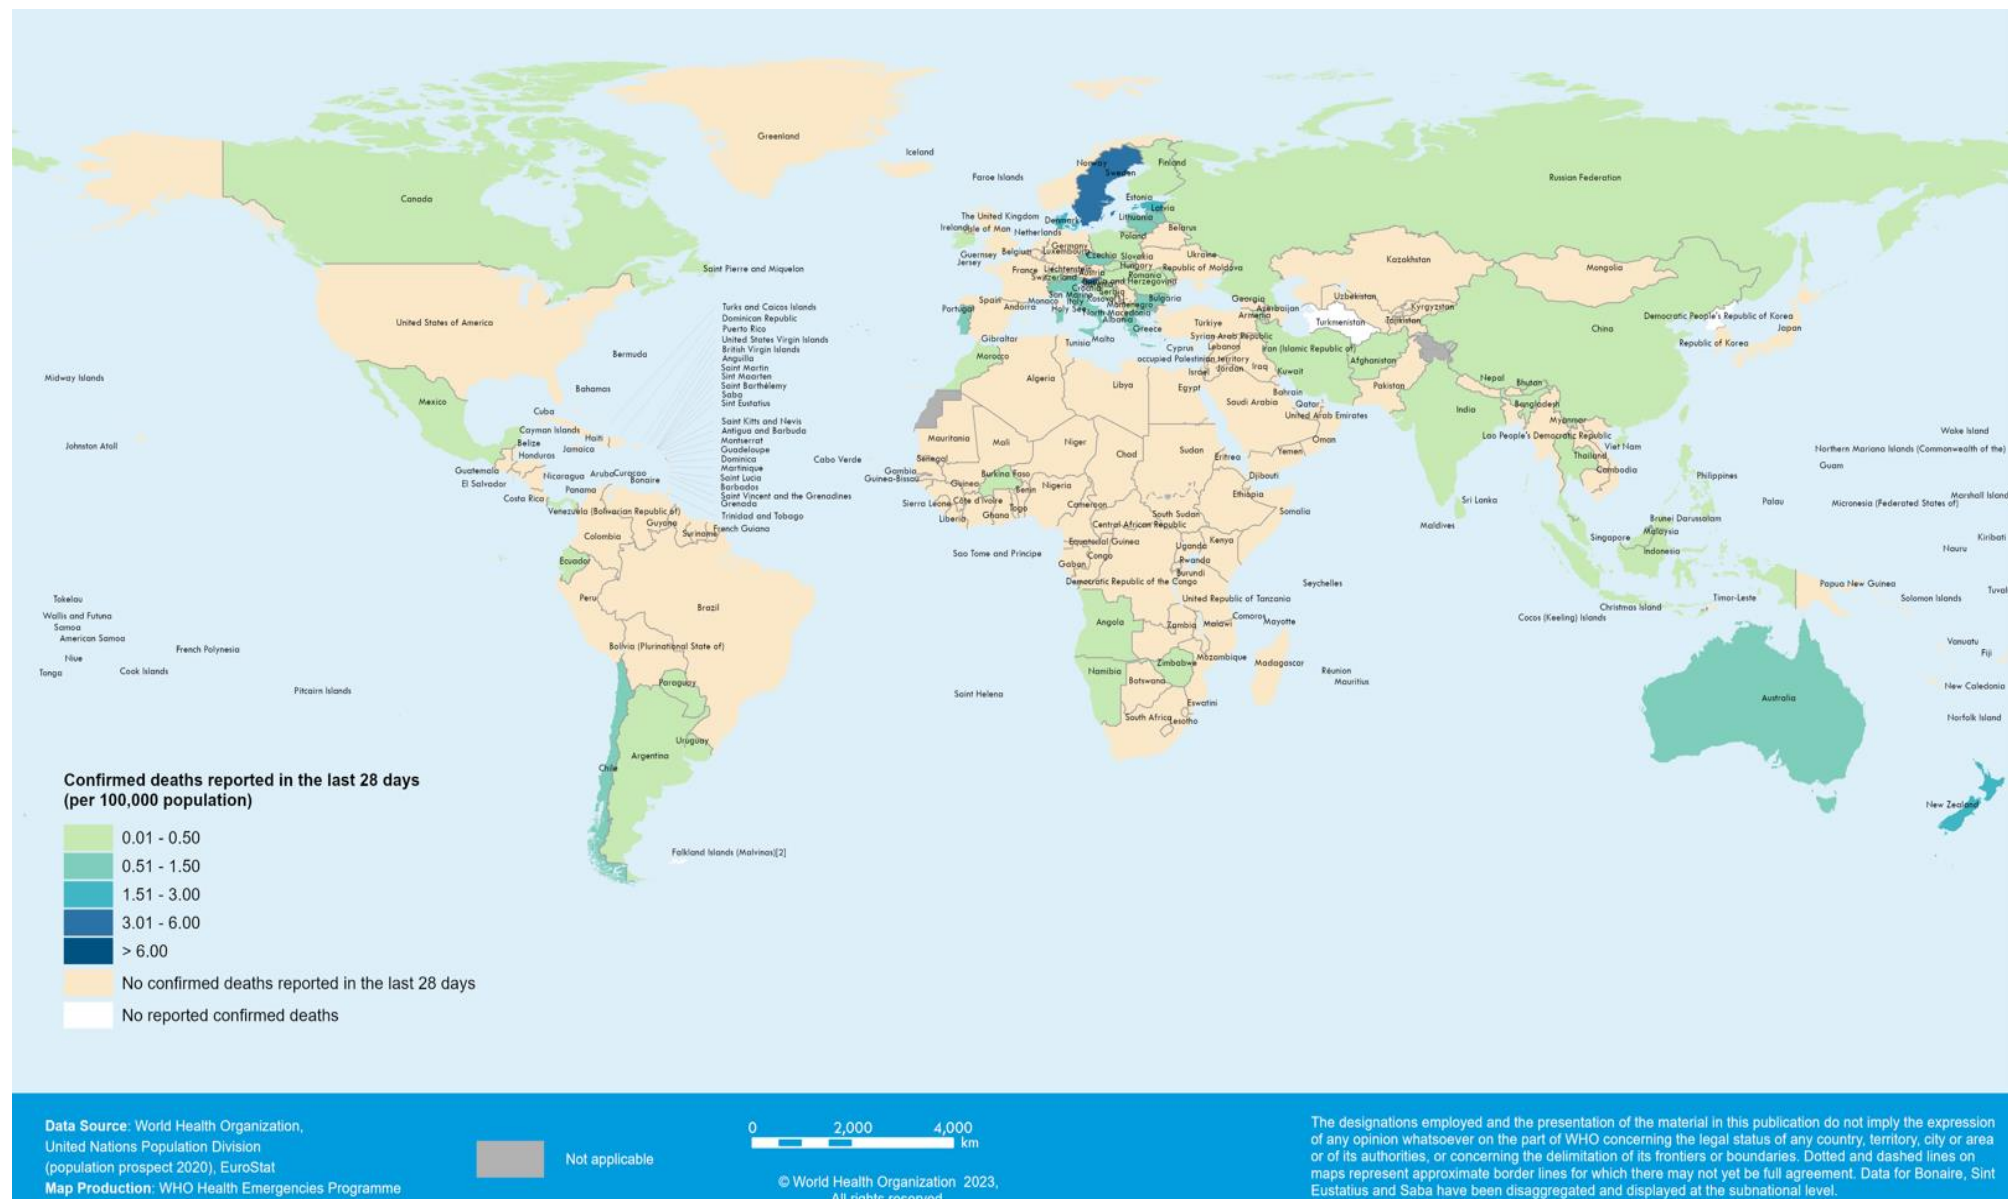 Greenland
Iceland
Faroe Islands
Norway
Sweden
Finland
Russian Federation
Canada
Estonia
Latvia
Lithuania
The United Kingdom
Denmark
Ireland
Isle of Man
Netherlands
Belarus
Poland
Germany
Guernsey
Belgium
Luxembourg
Czechia
Slovakia
Ukraine
Jersey
France
Liechtenstein
Austria
Hungary
Republic of Moldova
Switzerland
Romania
Kazakhstan
Mongolia
Saint Pierre and Miquelon
Croatia
San Marino
Serbia
Spain
Andorra
Monaco
Italy
Kosovo
Bulgaria
Portugal
Holy See
Montenegro
North Macedonia
Albania
Greece
Georgia
Azerbaijan
Armenia
Uzbekistan
Kyrgyzstan
Turkmenistan
Tajikistan
China
Democratic People's Republic of Korea
Japan
Republic of Korea
United States of America
Bermuda
Turks and Caicos Islands
Dominican Republic
Puerto Rico
United States Virgin Islands
British Virgin Islands
Anguilla
Saint Martin
Sint Maarten
Saint Barthélemy
Saba
Sint Eustatius
Saint Kitts and Nevis
Antigua and Barbuda
Montserrat
Guadeloupe
Dominica
Martinique
Saint Lucia
Barbados
Saint Vincent and the Grenadines
Grenada
Trinidad and Tobago
French Guiana
Gibraltar
Tunisia
Malta
Türkiye
Cyprus
Syrian Arab Republic
Lebanon
occupied Palestinian territory
Israel
Jordan
Iraq
Kuwait
Iran (Islamic Republic of)
Afghanistan
Morocco
Algeria
Libya
Egypt
Bahrain
Saudi Arabia
Qatar
United Arab Emirates
Oman
Yemen
Pakistan
Nepal
Bhutan
India
Bangladesh
Myanmar
Lao People's Democratic Republic
Viet Nam
Thailand
Cambodia
Midway Islands
Johnston Atoll
Mexico
Bahamas
Cuba
Cayman Islands
Haiti
Belize
Jamaica
Honduras
Guatemala
Nicaragua
Aruba
Curaçao
Bonaire
El Salvador
Panama
Costa Rica
Venezuela (Bolivarian Republic of)
Guyana
Suriname
Colombia
Ecuador
Peru
Brazil
Bolivia (Plurinational State of)
Paraguay
Uruguay
Argentina
Chile
Cabo Verde
Mauritania
Mali
Niger
Chad
Sudan
Eritrea
Senegal
Gambia
Guinea-Bissau
Guinea
Burkina Faso
Benin
Nigeria
Djibouti
Ethiopia
Sierra Leone
Côte d'Ivoire
Togo
Ghana
Liberia
Cameroon
South Sudan
Central African Republic
Somalia
Sao Tome and Principe
Equatorial Guinea
Congo
Gabon
Uganda
Kenya
Rwanda
Burundi
Democratic Republic of the Congo
United Republic of Tanzania
Seychelles
Comoros
Mayotte
Angola
Zambia
Malawi
Mozambique
Madagascar
Zimbabwe
Namibia
Botswana
Réunion
Mauritius
Saint Helena
Eswatini
South Africa
Lesotho
Sri Lanka
Maldives
Philippines
Palau
Brunei Darussalam
Malaysia
Singapore
Indonesia
Wake Island
Northern Mariana Islands (Commonwealth of the)
Guam
Marshall Island
Micronesia (Federated States of)
Kiribati
Nauru
Papua New Guinea
Timor-Leste
Solomon Islands
Tuval
Christmas Island
Cocos (Keeling) Islands
Vanuatu
Fiji
New Caledonia
Norfolk Island
Australia
New Zealand
Tokelau
Wallis and Futuna
Samoa
American Samoa
Niue
Tonga
Cook Islands
French Polynesia
Pitcairn Islands
Falkland Islands (Malvinas)[2]
Confirmed deaths reported in the last 28 days
(per 100,000 population)
0.01 - 0.50
0.51 - 1.50
1.51 - 3.00
3.01 - 6.00
> 6.00
No confirmed deaths reported in the last 28 days
No reported confirmed deaths
Data Source: World Health Organization,
United Nations Population Division
(population prospect 2020), EuroStat
Map Production: WHO Health Emergencies Programme
Not applicable
0 2,000 4,000
km
© World Health Organization 2023,
All rights reserved
The designations employed and the presentation of the material in this publication do not imply the expression
of any opinion whatsoever on the part of WHO concerning the legal status of any country, territory, city or area
or of its authorities, or concerning the delimitation of its frontiers or boundaries. Dotted and dashed lines on
maps represent approximate border lines for which there may not yet be full agreement. Data for Bonaire, Sint
Eustatius and Saba have been disaggregated and displayed at the subnational level.